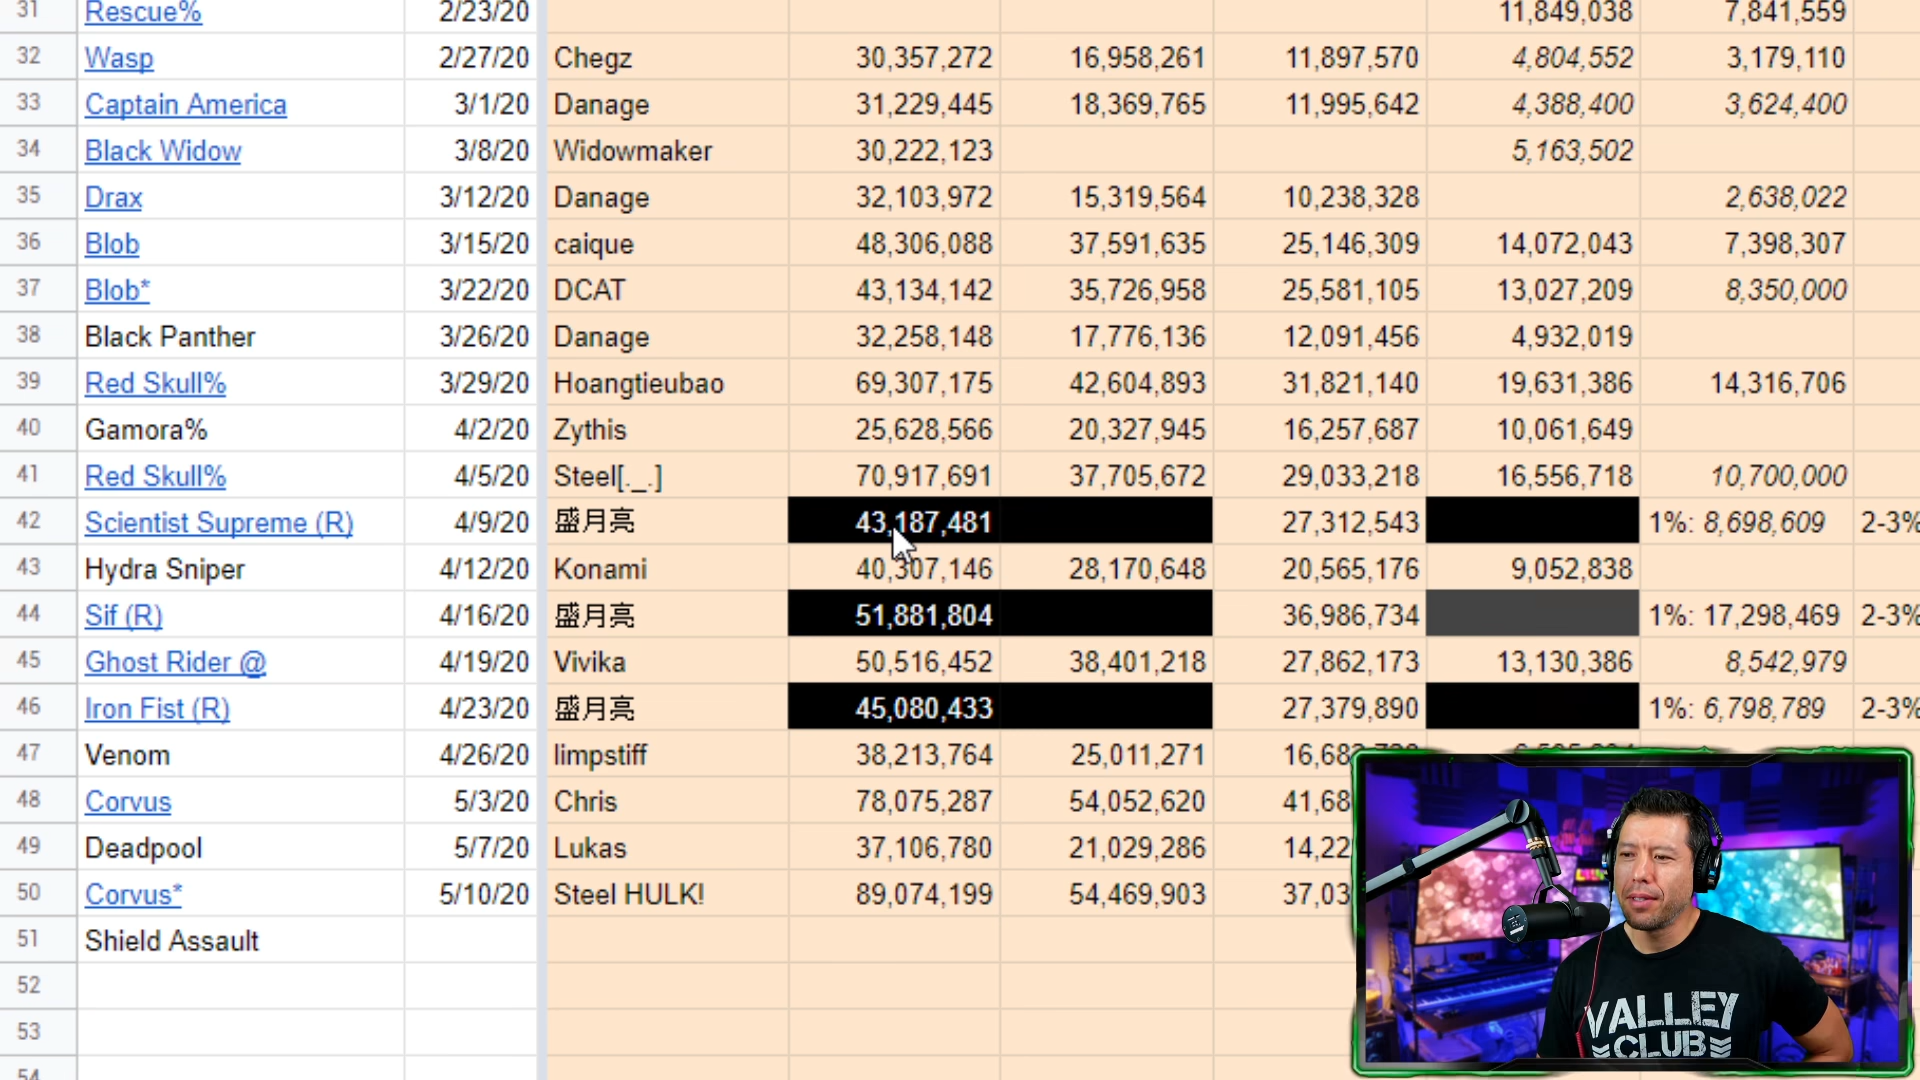 31 Rescue% 2/23/20 11,849,038 7,841,559
32 Wasp 2/27/20 Chegz 30,357,272 16,958,261 11,897,570 4,804,552 3,179,110
33 Captain America 3/1/20 Danage 31,229,445 18,369,765 11,995,642 4,388,400 3,624,400
34 Black Widow 3/8/20 Widowmaker 30,222,123 5,163,502
35 Drax 3/12/20 Danage 32,103,972 15,319,564 10,238,328 2,638,022
36 Blob 3/15/20 caique 48,306,088 37,591,635 25,146,309 14,072,043 7,398,307
37 Blob* 3/22/20 DCAT 43,134,142 35,726,958 25,581,105 13,027,209 8,350,000
38 Black Panther 3/26/20 Danage 32,258,148 17,776,136 12,091,456 4,932,019
39 Red Skull% 3/29/20 Hoangtieubao 69,307,175 42,604,893 31,821,140 19,631,386 14,316,706
40 Gamora% 4/2/20 Zythis 25,628,566 20,327,945 16,257,687 10,061,649
41 Red Skull% 4/5/20 Steel[._.] 70,917,691 37,705,672 29,033,218 16,556,718 10,700,000
42 Scientist Supreme (R) 4/9/20 盛月亮 43,187,481 27,312,543 1%: 8,698,609 2-3%
43 Hydra Sniper 4/12/20 Konami 40,307,146 28,170,648 20,565,176 9,052,838
44 Sif (R) 4/16/20 盛月亮 51,881,804 36,986,734 1%: 17,298,469 2-3%
45 Ghost Rider @ 4/19/20 Vivika 50,516,452 38,401,218 27,862,173 13,130,386 8,542,979
46 Iron Fist (R) 4/23/20 盛月亮 45,080,433 27,379,890 1%: 6,798,789 2-3%
47 Venom 4/26/20 limpstiff 38,213,764 25,011,271
48 Corvus 5/3/20 Chris 78,075,287 54,052,620 41,68
49 Deadpool 5/7/20 Lukas 37,106,780 21,029,286 14,22
50 Corvus* 5/10/20 Steel HULK! 89,074,199 54,469,903 37,03
51 Shield Assault
52
53
54
VALLEY
CLUB